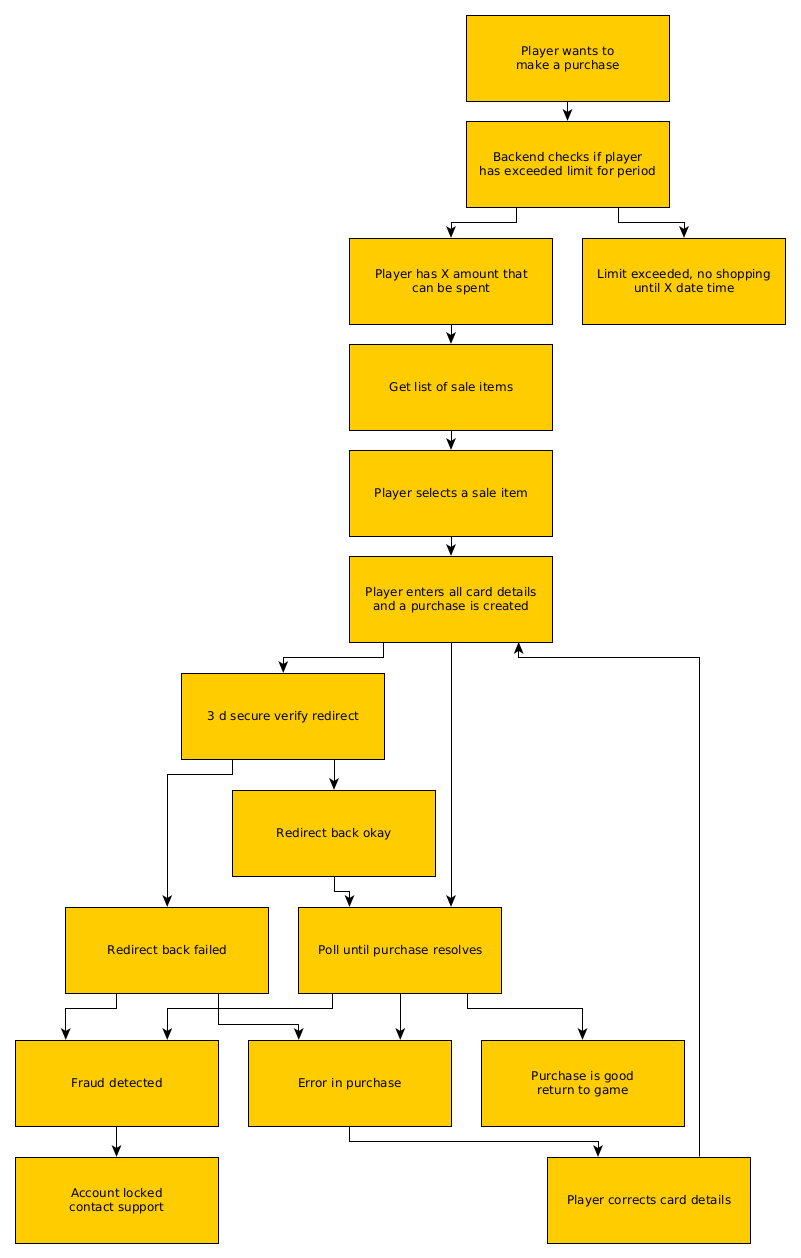 Player wants to
make a purchase
Backend checks if player
has exceeded limit for period
Player has X amount that
can be spent
Limit exceeded, no shopping
until X date time
Get list of sale items
Player selects a sale item
Player enters all card details
and a purchase is created
3 d secure verify redirect
Redirect back okay
Redirect back failed
Poll until purchase resolves
Fraud detected
Error in purchase
Purchase is good
return to game
Account locked
contact support
Player corrects card details